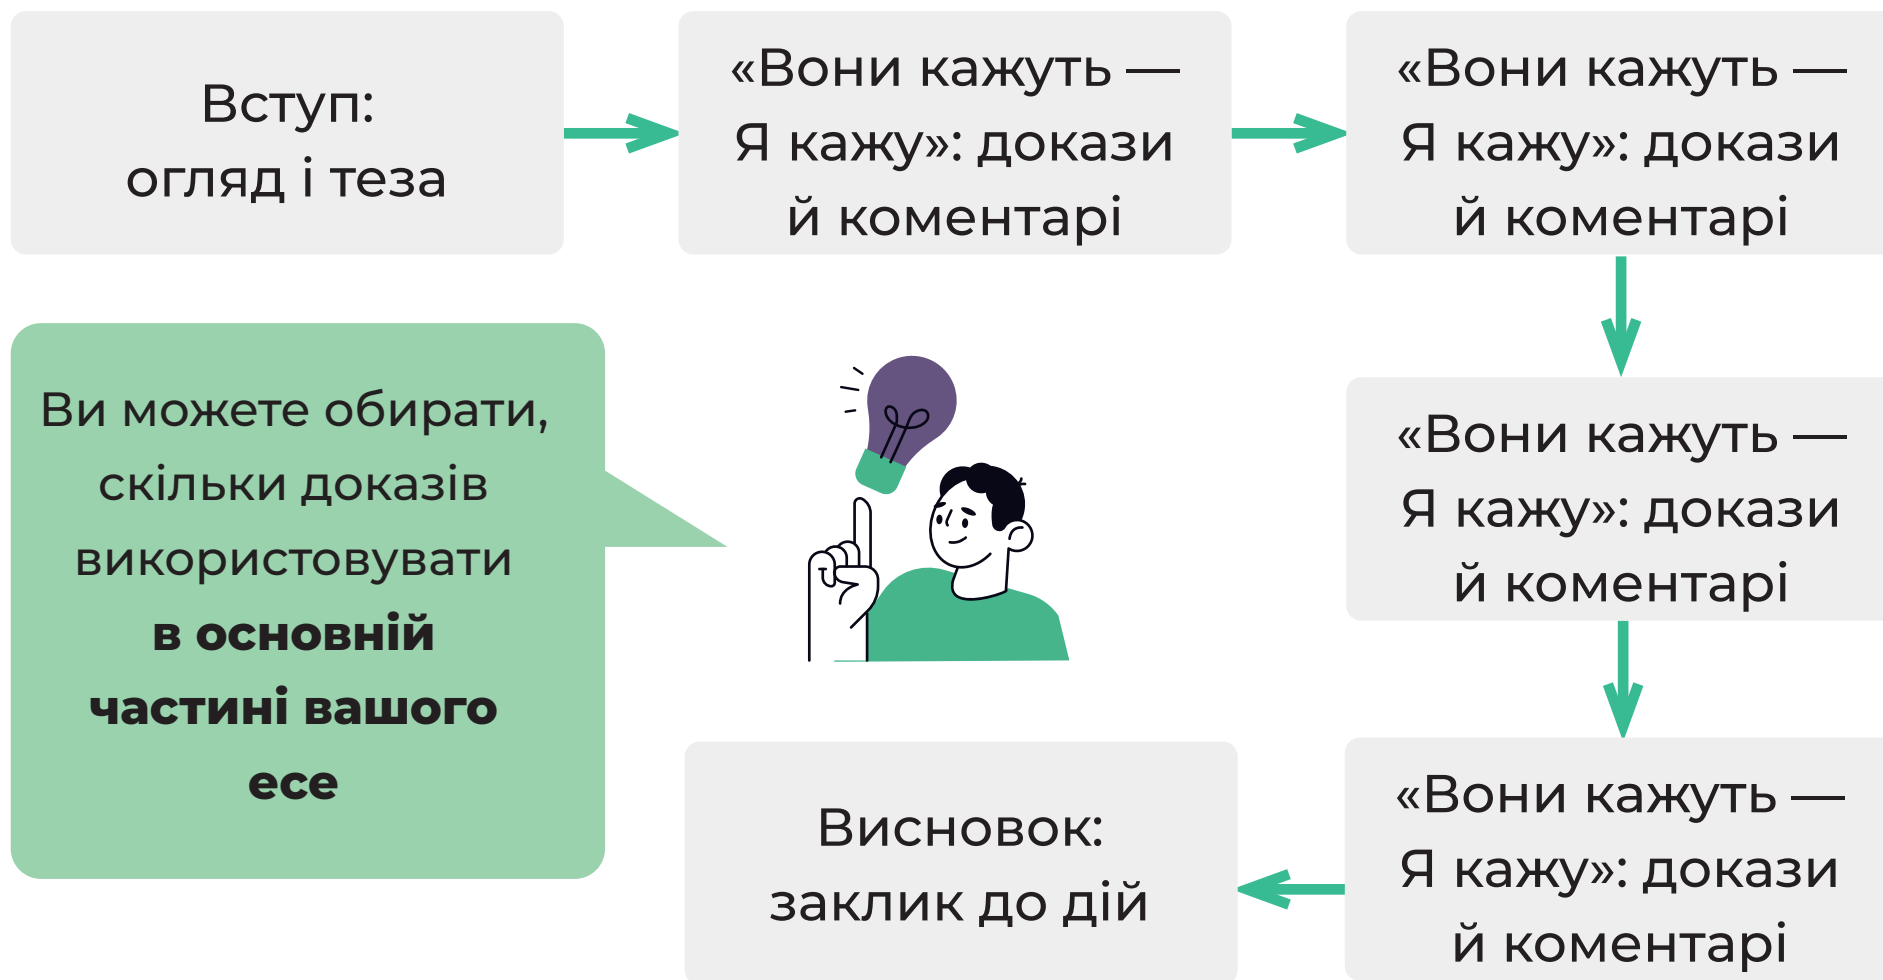 Вступ:
огляд і теза
«Вони кажуть —
Я кажу»: докази
й коментарі
«Вони кажуть —
Я кажу»: докази
й коментарі
«Вони кажуть —
Я кажу»: докази
й коментарі
«Вони кажуть —
Я кажу»: докази
й коментарі
Висновок:
заклик до дій
Ви можете обирати,
скільки доказів
використовувати
в основній
частині вашого
есе